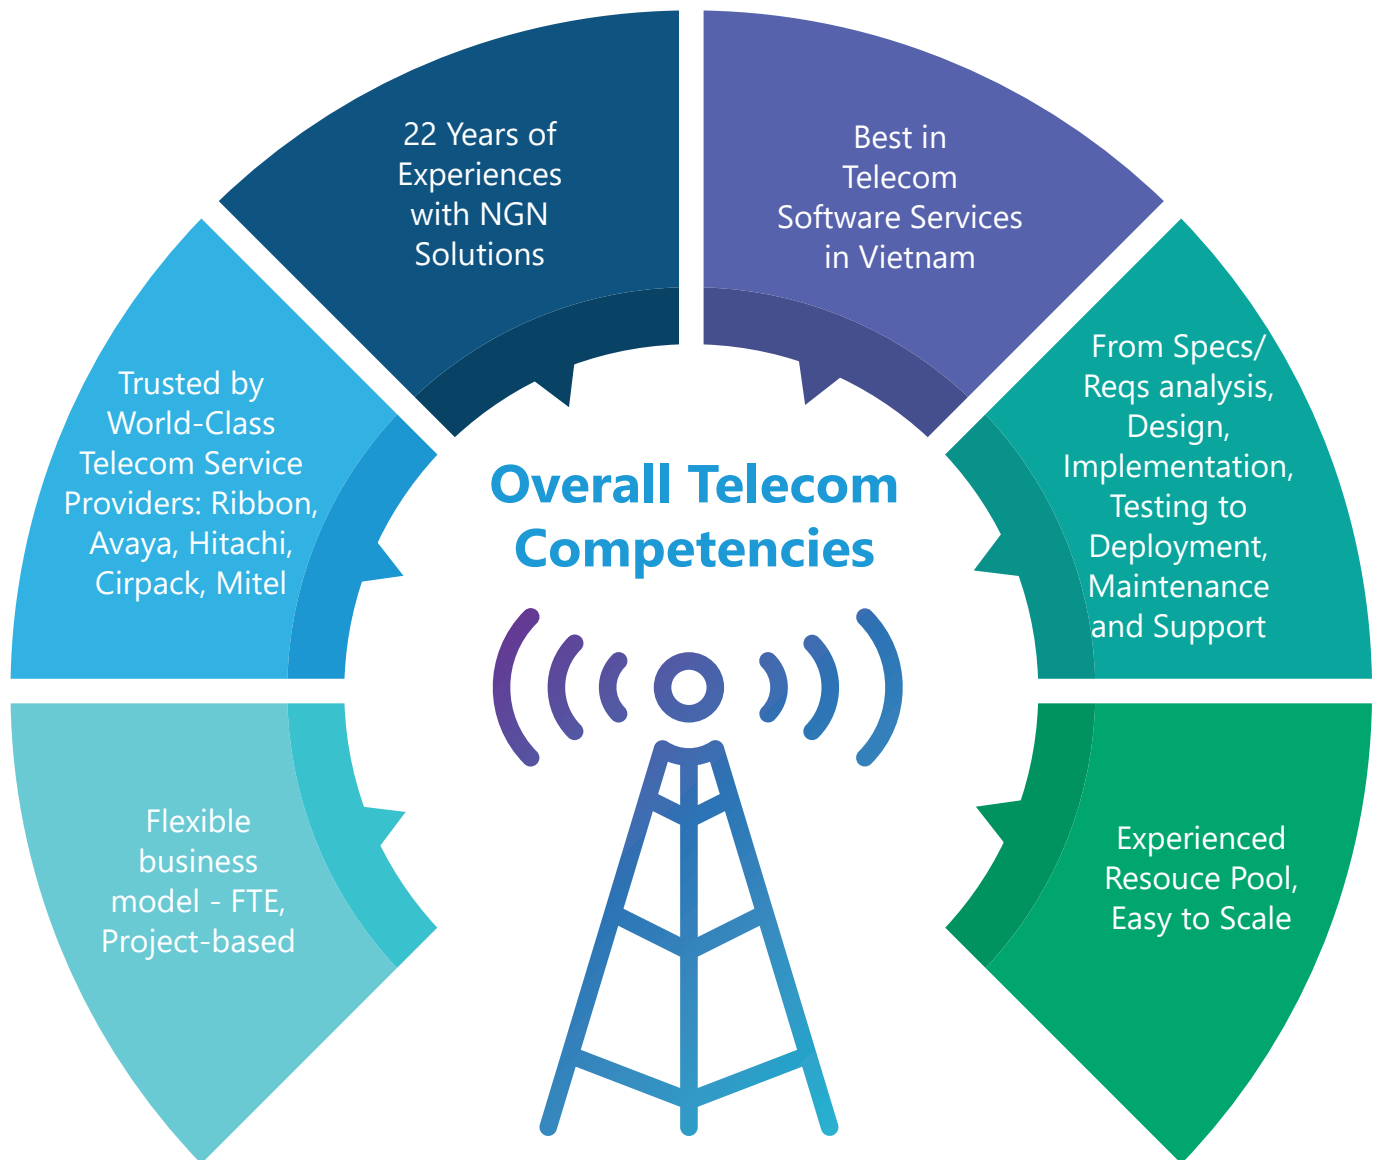 22 Years of
Experiences
with NGN
Solutions
Best in
Telecom
Software Services
in Vietnam
Trusted by
World-Class
Telecom Service
Providers: Ribbon,
Avaya, Hitachi,
Cirpack, Mitel
From Specs/
Reqs analysis,
Design,
Implementation,
Testing to
Deployment,
Maintenance
and Support
Overall Telecom
Competencies
Flexible
business
model - FTE,
Project-based
Experienced
Resouce Pool,
Easy to Scale